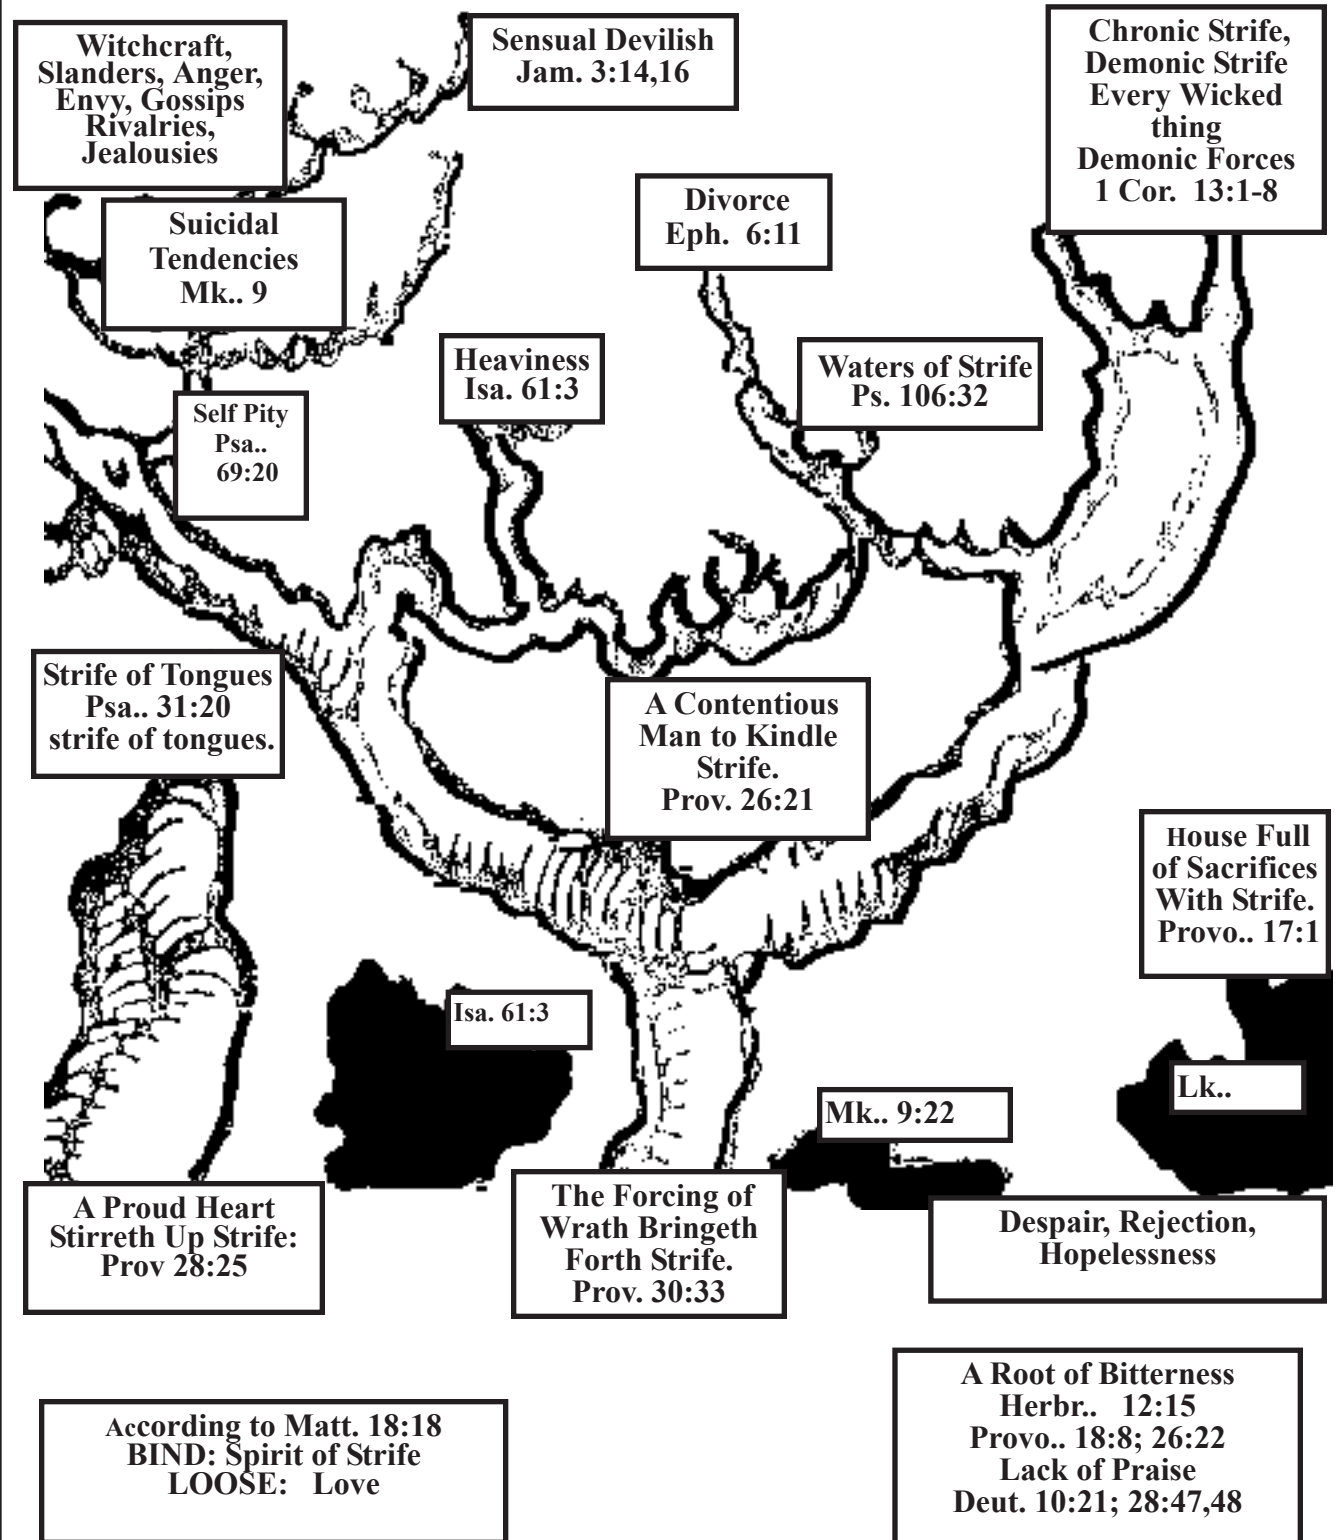 Witchcraft,
Slanders, Anger,
Envy, Gossips
Rivalries,
Jealousies
Sensual Devilish
Jam. 3:14,16
Chronic Strife,
Demonic Strife
Every Wicked
thing
Demonic Forces
1 Cor. 13:1-8
Suicidal
Tendencies
Mk.. 9
Divorce
Eph. 6:11
Heaviness
Isa. 61:3
Waters of Strife
Ps. 106:32
Self Pity
Psa..
69:20
Strife of Tongues
Psa.. 31:20
strife of tongues.
A Contentious
Man to Kindle
Strife.
Prov. 26:21
House Full
of Sacrifices
With Strife.
Provo.. 17:1
Isa. 61:3
Lk..
Mk.. 9:22
A Proud Heart
Stirreth Up Strife:
Prov 28:25
The Forcing of
Wrath Bringeth
Forth Strife.
Prov. 30:33
Despair, Rejection,
Hopelessness
According to Matt. 18:18
BIND: Spirit of Strife
LOOSE: Love
A Root of Bitterness
Herbr.. 12:15
Provo.. 18:8; 26:22
Lack of Praise
Deut. 10:21; 28:47,48